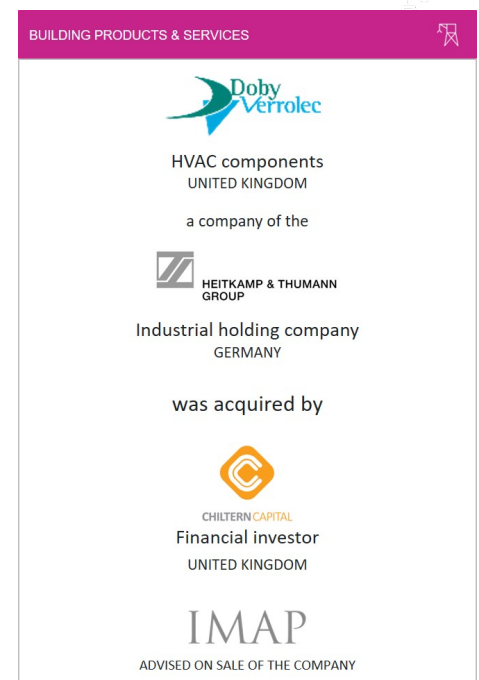 BUILDING PRODUCTS & SERVICES
Doby
Verrolec
HVAC components
UNITED KINGDOM
a company of the
HEITKAMP & THUMANN
GROUP
Industrial holding company
GERMANY
was acquired by
CHILTERN CAPITAL
Financial investor
UNITED KINGDOM
IMAP
ADVISED ON SALE OF THE COMPANY